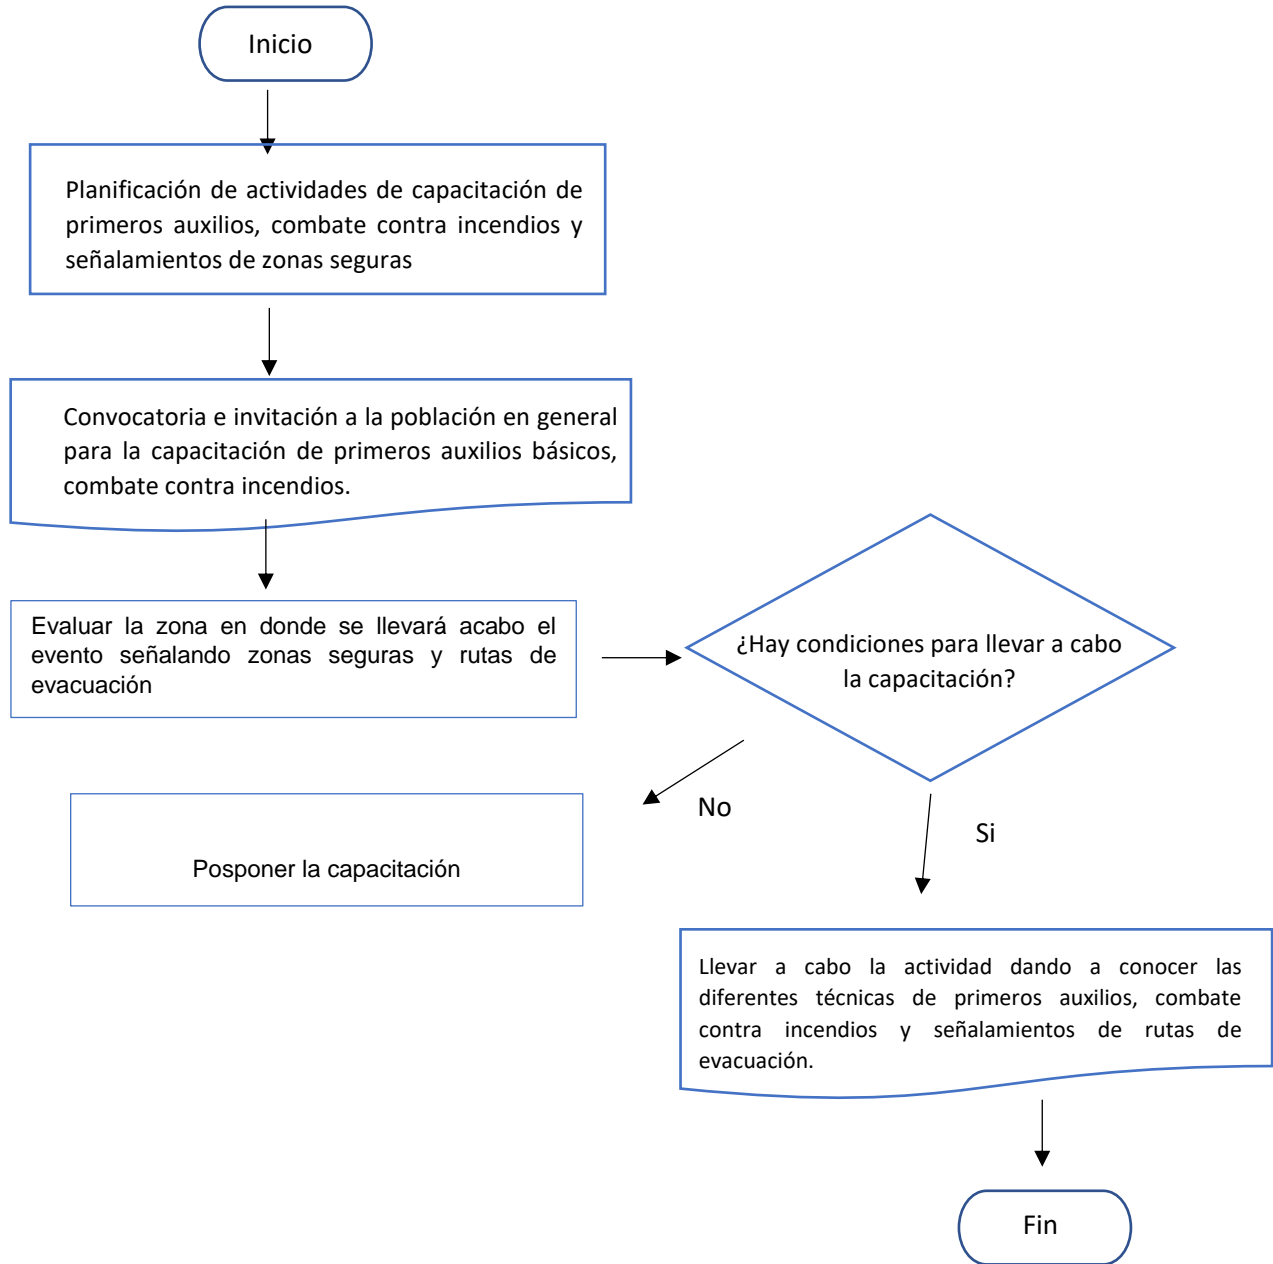 Inicio
Planificación de actividades de capacitación de
primeros auxilios, combate contra incendios y
señalamientos de zonas seguras
Convocatoria e invitación a la población en general
para la capacitación de primeros auxilios básicos,
combate contra incendios.
Evaluar la zona en donde se llevará acabo el
evento señalando zonas seguras y rutas de
evacuación
¿Hay condiciones para llevar a cabo
la capacitación?
No
Si
Posponer la capacitación
Llevar a cabo la actividad dando a conocer las
diferentes técnicas de primeros auxilios, combate
contra incendios y señalamientos de rutas de
evacuación.
Fin